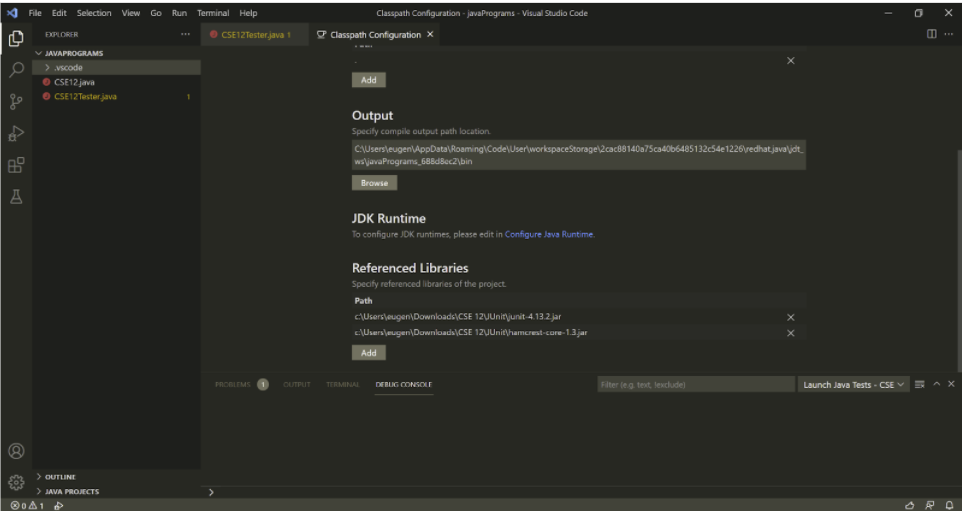 File Edit Selection View Go Run Terminal Help
Classpath Configuration - javaPrograms - Visual Studio Code
EXPLORER
JAVAPROGRAMS
.vscode
CSE12.java
CSE12Tester.java 1
OUTLINE
JAVA PROJECTS
CSE12Tester.java 1
Classpath Configuration
.
Add
Output
Specify compile output path location.
C:\Users\eugen\AppData\Roaming\Code\User\workspaceStorage\2cac88140a75ca40b6485132c54e1226\redhat.java\jdt_
ws\javaPrograms_688d8ec2\bin
Browse
JDK Runtime
To configure JDK runtimes, please edit in Configure Java Runtime.
Referenced Libraries
Specify referenced libraries of the project.
Path
c:\Users\eugen\Downloads\CSE 12\JUnit\junit-4.13.2.jar
c:\Users\eugen\Downloads\CSE 12\JUnit\hamcrest-core-1.3.jar
Add
PROBLEMS 1 OUTPUT TERMINAL DEBUG CONSOLE
Filter (e.g. text, !exclude)
Launch Java Tests - CSE
0 1